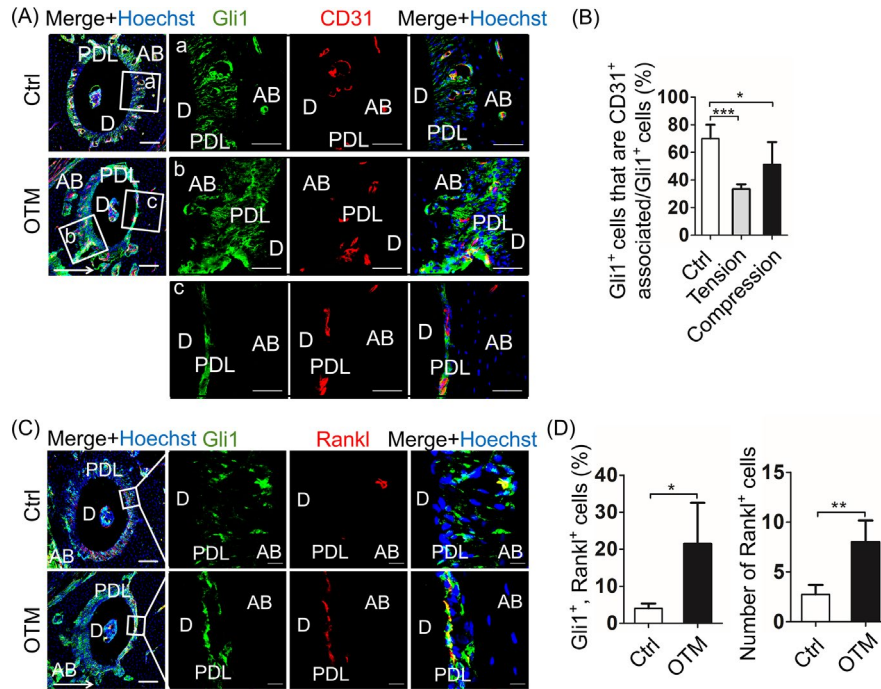 (A) Merge+Hoechst Gli1 CD31 Merge+Hoechst
Ctrl
PDL AB
a
D
a
D
PDL
AB
D
PDL
D AB
PDL
OTM
AB PDL
D
c
b
b
AB
PDL
D
AB
PDL
D
AB
PDL
D
c
D AB
PDL
D AB
PDL
D AB
PDL
(B)
Gli1⁺ cells that are CD31⁺
associated/Gli1⁺ cells (%)
100
80
60
40
20
0
***
*
Ctrl
Tension
Compression
(C) Merge+Hoechst Gli1 Rankl Merge+Hoechst
Ctrl
PDL
D
AB
D
PDL AB
D
PDL AB
D
PDL AB
OTM
PDL
D
AB
D AB
PDL
D AB
PDL
D AB
PDL
(D)
Gli1⁺, Rankl⁺ cells (%)
40
30
20
10
0
*
Ctrl
OTM
Number of Rankl⁺ cells
15
10
5
0
**
Ctrl
OTM